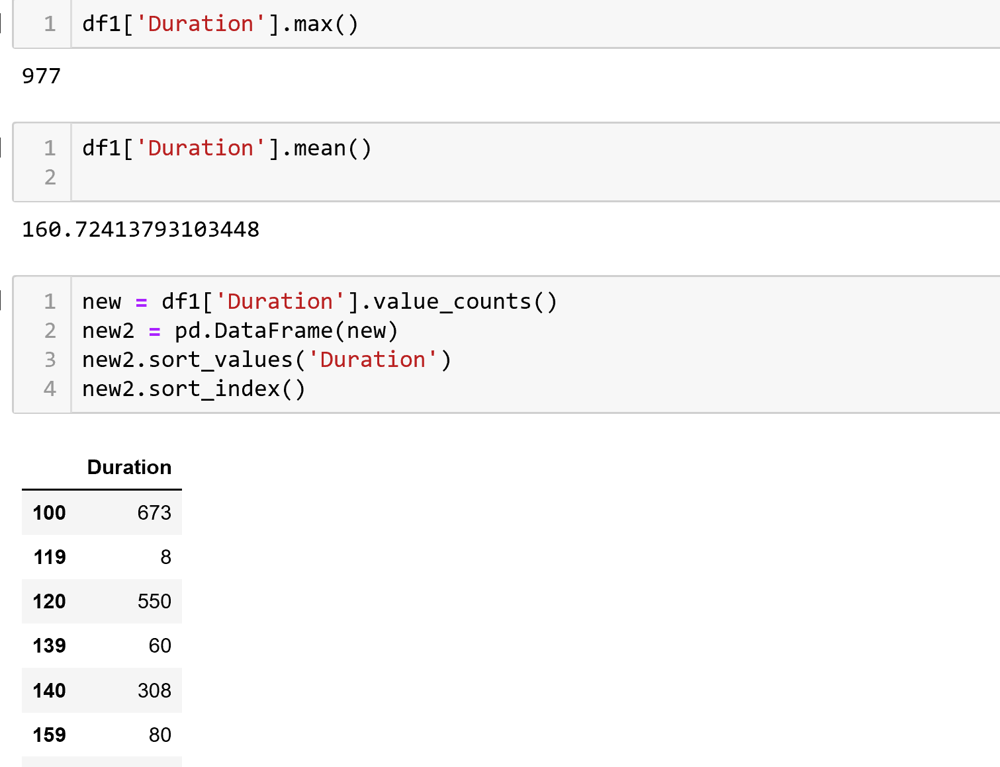 1 df1['Duration'].max()
977
1 df1['Duration'].mean()
2
160.72413793103448
1 new = df1['Duration'].value_counts()
2 new2 = pd.DataFrame(new)
3 new2.sort_values('Duration')
4 new2.sort_index()
Duration
100 673
119 8
120 550
139 60
140 308
159 80